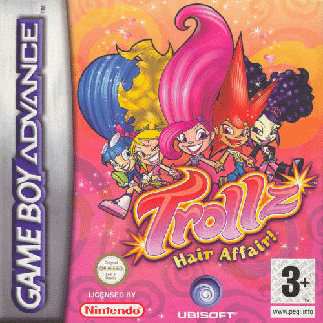 GAME BOY ADVANCE
Trollz
Hair Affair!
LICENSED BY
Nintendo
UBISOFT
3+
www.pegi.info